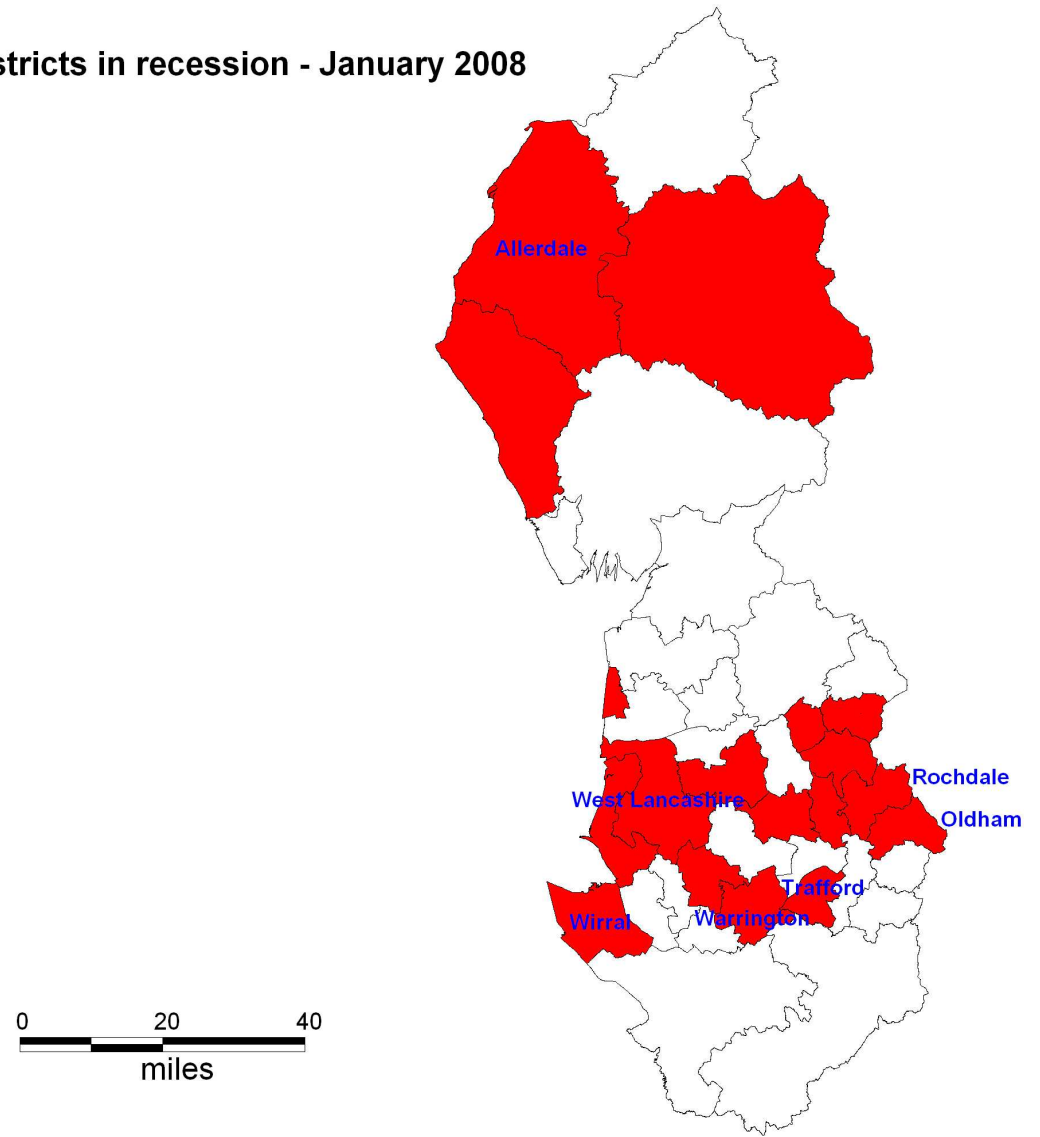 stricts in recession - January 2008
Allerdale
Rochdale
West Lancashire
Oldham
Trafford
Warrington
Wirral
0 20 40
miles